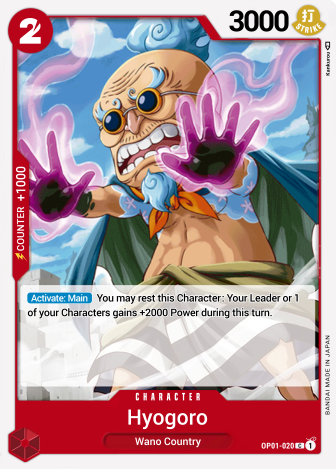 2
3000
打
STRIKE
Kankurou
COUNTER +1000
Activate: Main You may rest this Character: Your Leader or 1
of your Characters gains +2000 Power during this turn.
CHARACTER
Hyogoro
Wano Country
OP01-020 C 1
BANDAI MADE IN JAPAN